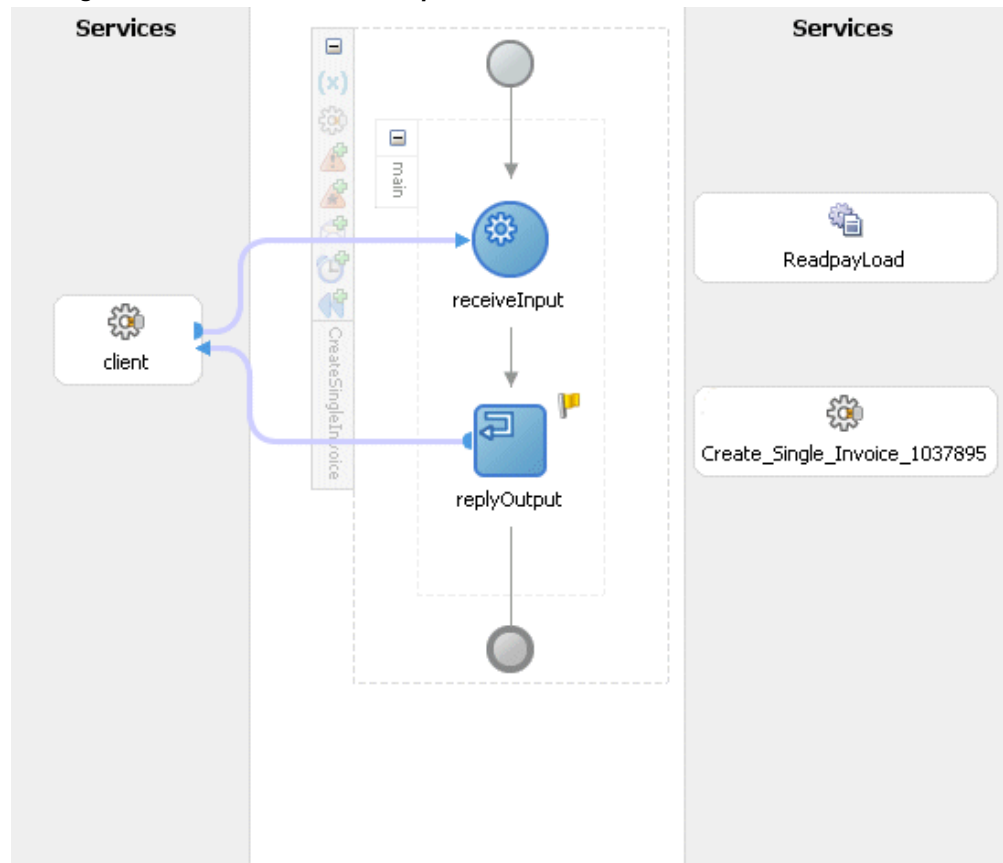 Services
Services
(x)
main
receiveInput
ReadpayLoad
client
CreateSingleInvoice
Create_Single_Invoice_1037895
replyOutput